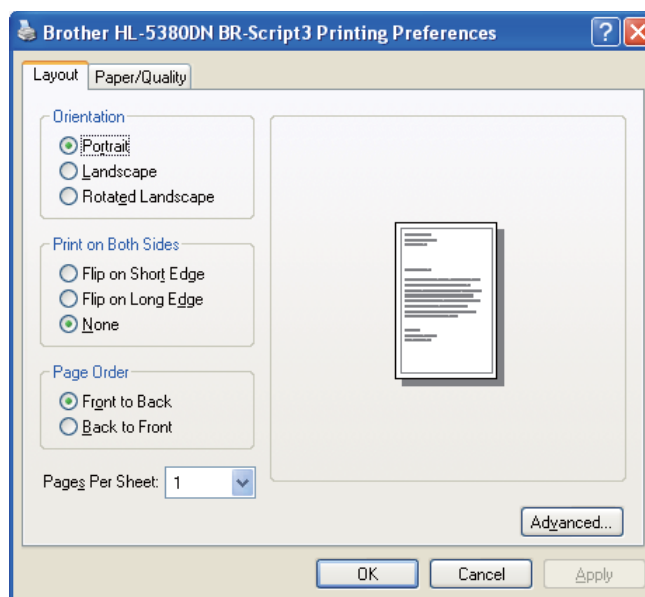 Brother HL-5380DN BR-Script3 Printing Preferences
Layout
Paper/Quality
Orientation
Portrait
Landscape
Rotated Landscape
Print on Both Sides
Flip on Short Edge
Flip on Long Edge
None
Page Order
Front to Back
Back to Front
Pages Per Sheet: 1
Advanced...
OK
Cancel
Apply